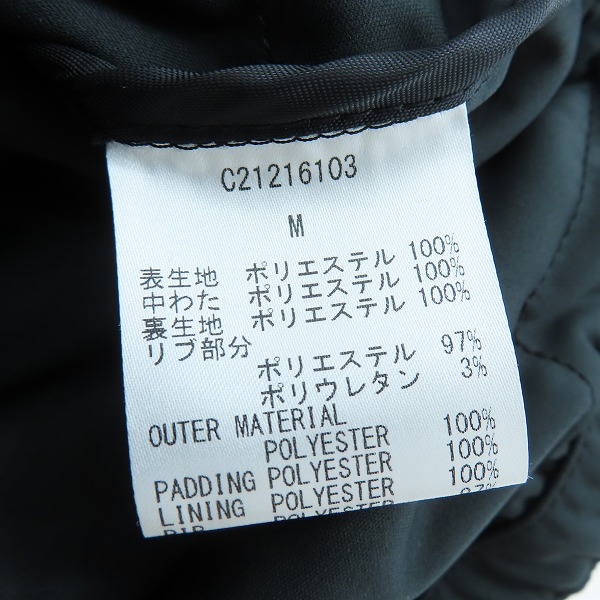 C21216103
M
表生地 ポリエステル 100%
中わた ポリエステル 100%
裏生地 ポリエステル 100%
リブ部分
ポリエステル 97%
ポリウレタン 3%
OUTER MATERIAL
POLYESTER 100%
PADDING POLYESTER 100%
LINING POLYESTER 100%